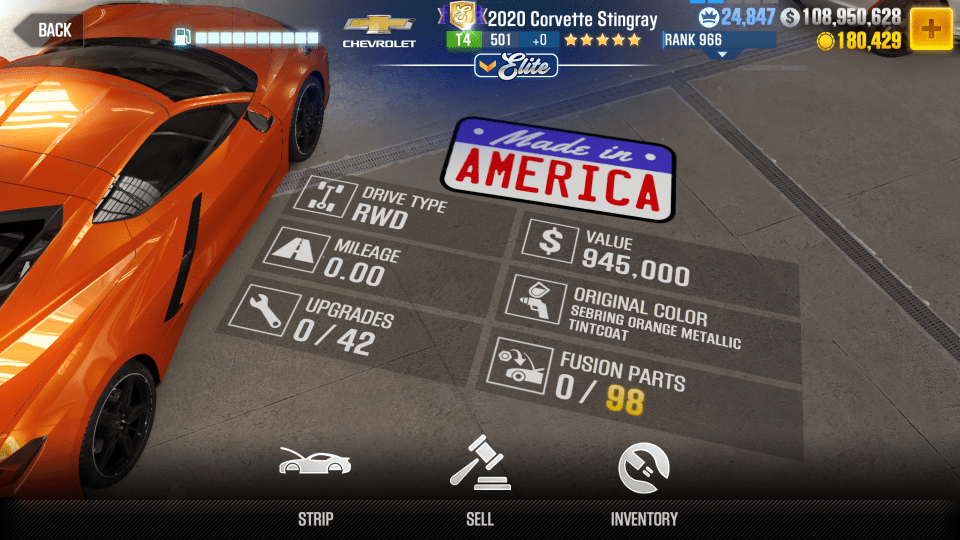 BACK
CHEVROLET
2020 Corvette Stingray
T4 501 +0
Elite
24,847 $ 108,950,628
RANK 966 180,429
+
Made in
AMERICA
DRIVE TYPE
RWD
MILEAGE
0.00
UPGRADES
0 / 42
$
VALUE
945,000
ORIGINAL COLOR
SEBRING ORANGE METALLIC
TINTCOAT
FUSION PARTS
0 / 98
STRIP SELL INVENTORY